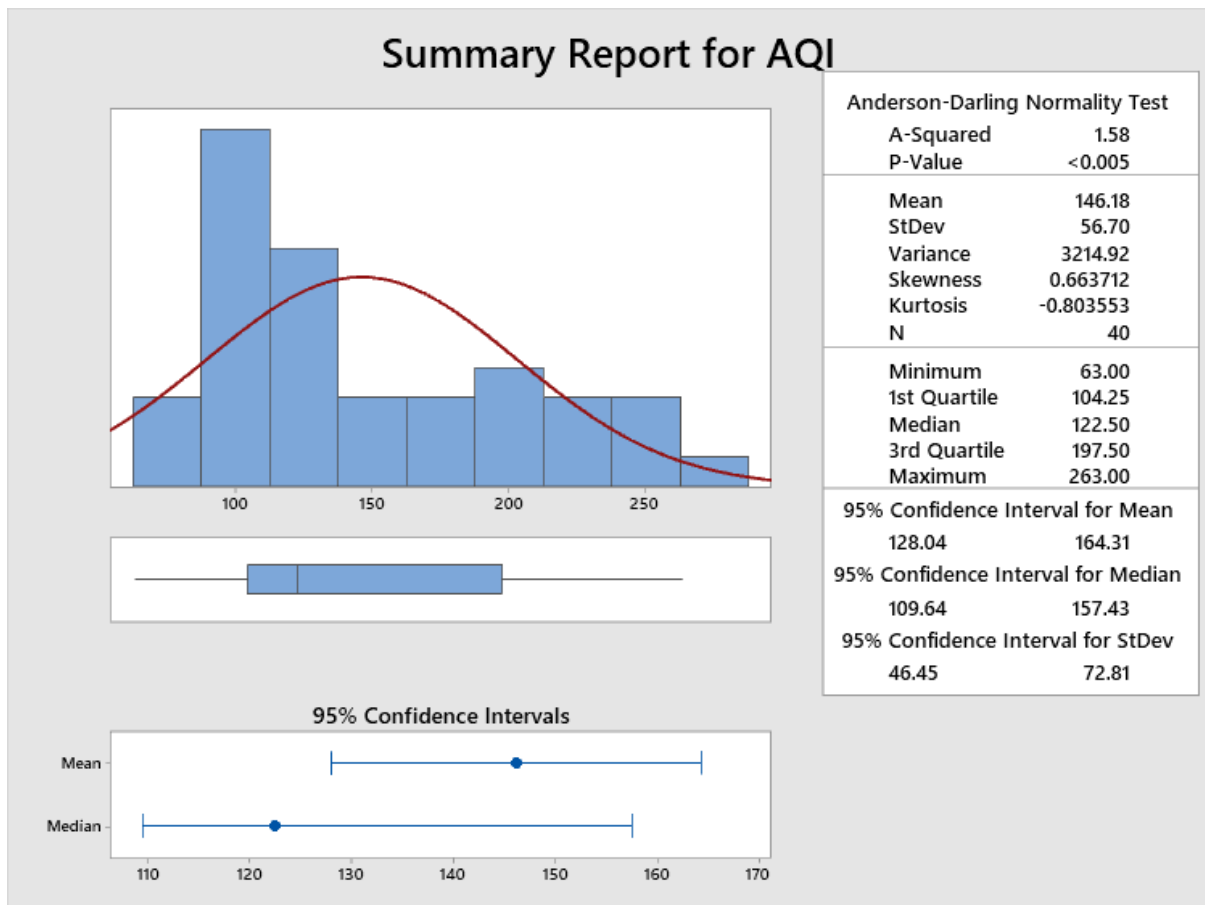 Summary Report for AQI
Anderson-Darling Normality Test
A-Squared 1.58
P-Value <0.005
Mean 146.18
StDev 56.70
Variance 3214.92
Skewness 0.663712
Kurtosis -0.803553
N 40
Minimum 63.00
1st Quartile 104.25
Median 122.50
3rd Quartile 197.50
Maximum 263.00
95% Confidence Interval for Mean
128.04 164.31
95% Confidence Interval for Median
109.64 157.43
95% Confidence Interval for StDev
46.45 72.81
100 150 200 250
95% Confidence Intervals
Mean
Median
110 120 130 140 150 160 170